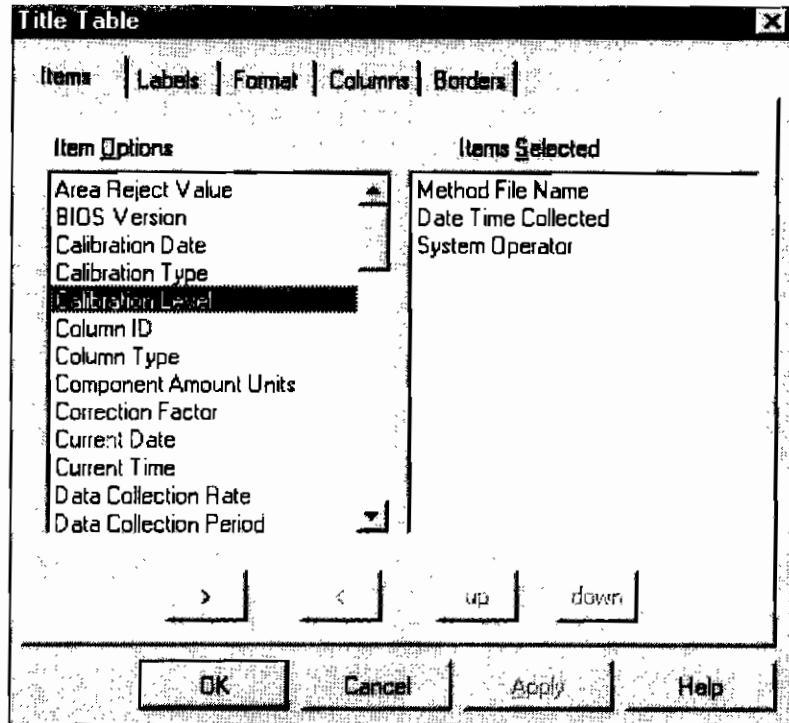 Title Table
Items Labels Format Columns Borders
Item Options
Area Reject Value
BIOS Version
Calibration Date
Calibration Type
Calibration Level
Column ID
Column Type
Component Amount Units
Correction Factor
Current Date
Current Time
Data Collection Rate
Data Collection Period
Items Selected
Method File Name
Date Time Collected
System Operator
> < up down
OK Cancel Apply Help